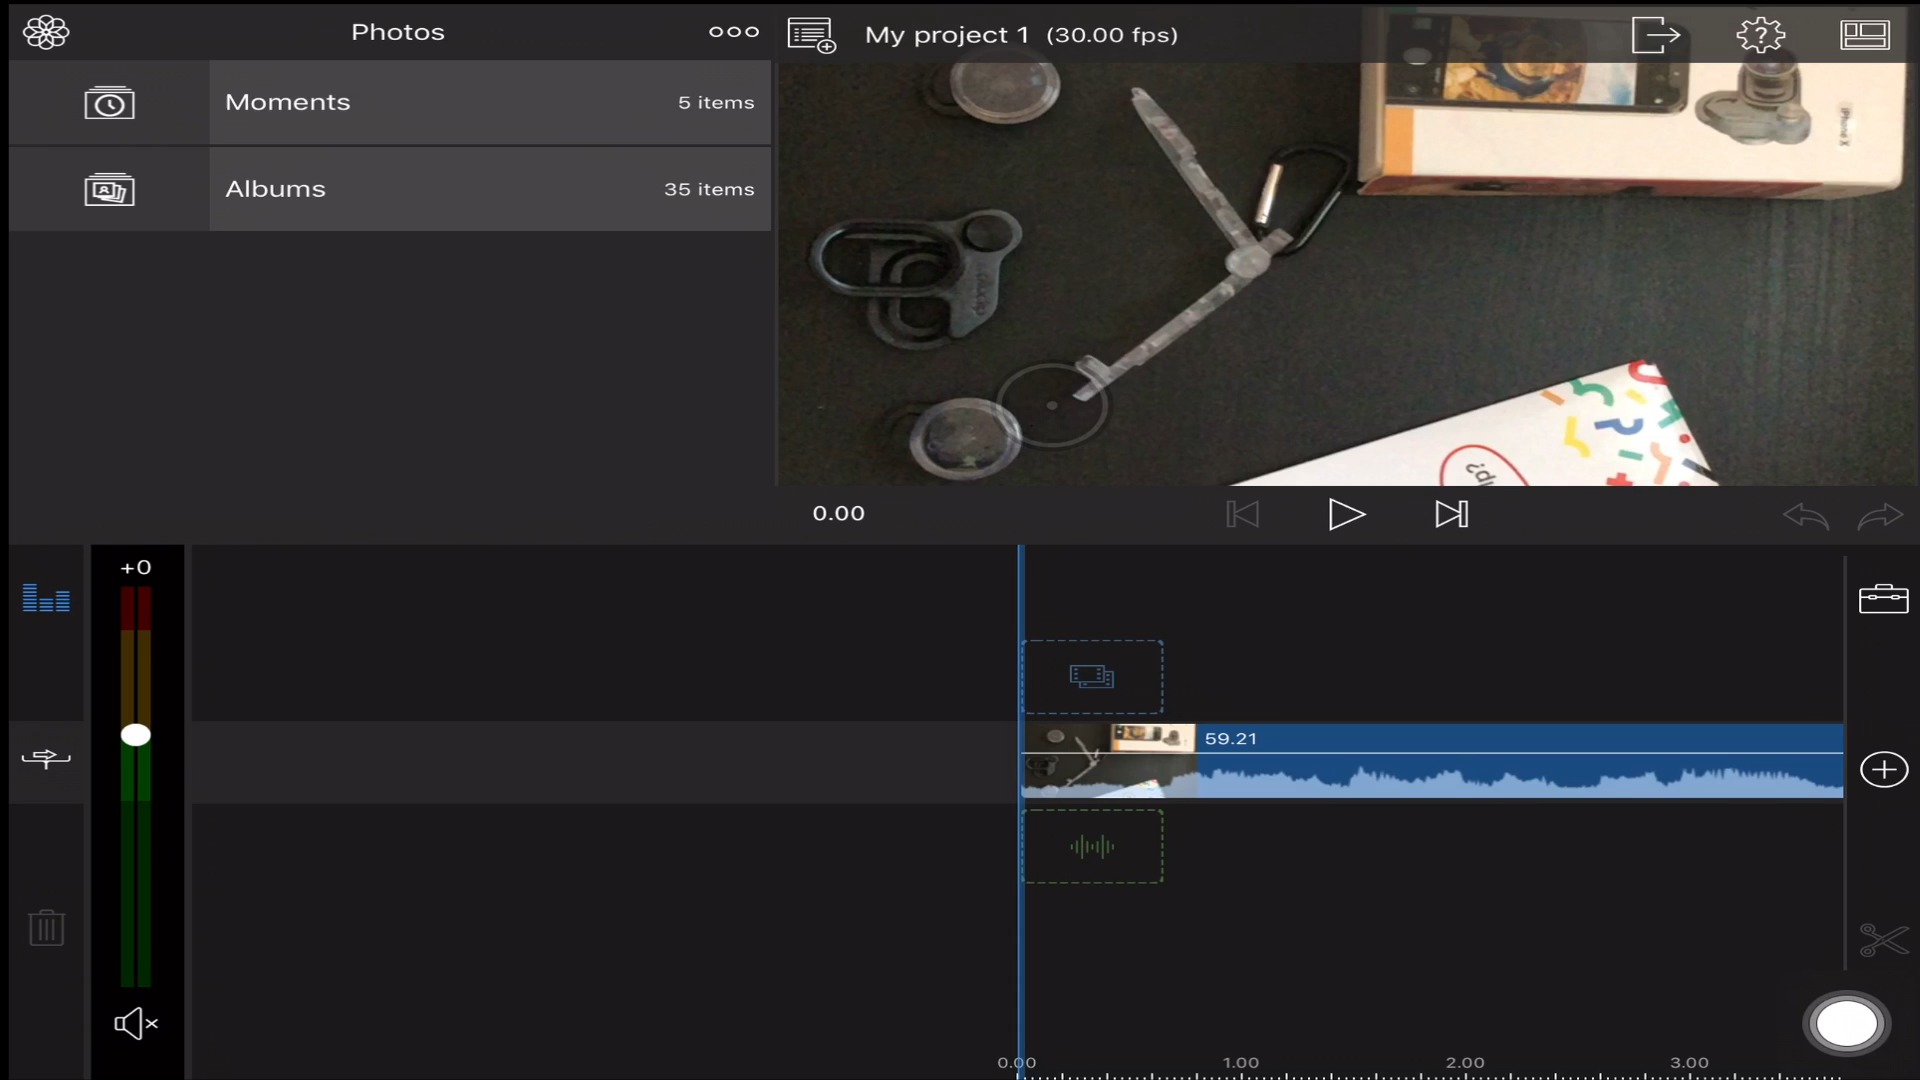 Photos
My project 1 (30.00 fps)
Moments 5 items
Albums 35 items
iPhone X
0.00
+0
59.21
0.00 1.00 2.00 3.00